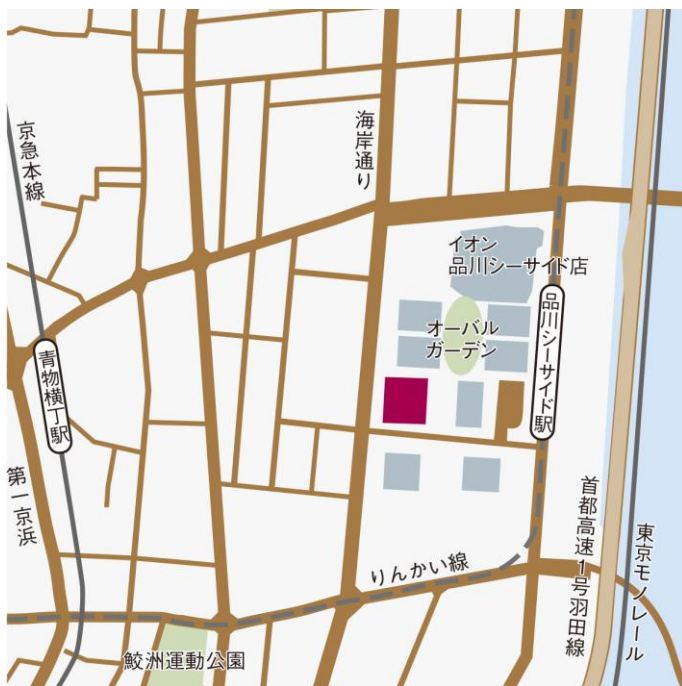 京急本線
海岸通り
イオン
品川シーサイド店
オーバル
ガーデン
品川シーサイド駅
青物横丁駅
第一京浜
首都高速1号羽田線
東京モノレール
りんかい線
鮫洲運動公園